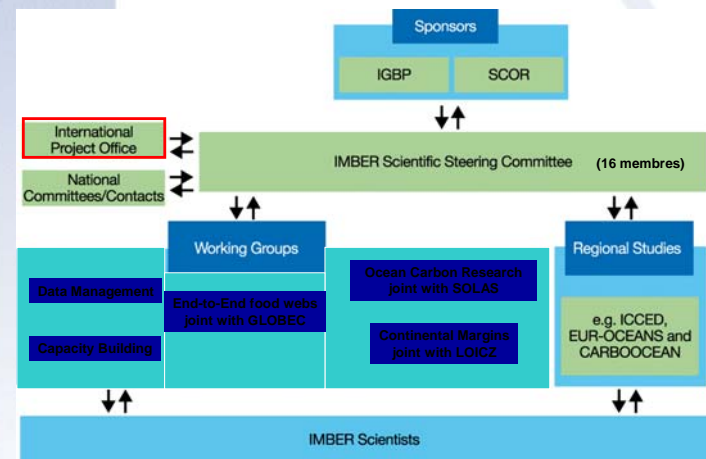 Sponsors
IGBP
SCOR
International
Project Office
IMBER Scientific Steering Committee
(16 membres)
National
Committees/Contacts
Working Groups
Regional Studies
Data Management
Capacity Building
End-to-End food webs
joint with GLOBEC
Ocean Carbon Research
joint with SOLAS
Continental Margins
joint with LOICZ
e.g. ICCED,
EUR-OCEANS and
CARBOOCEAN
IMBER Scientists